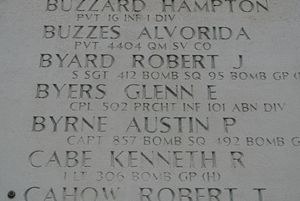 BUZZARD HAMPTON
PVT 16 INF 1 DIV
BUZZES ALVORIDA
PVT 4404 QM SV CO
BYARD ROBERT J
S SGT 412 BOMB SQ 95 BOMB GP (H)
BYERS GLENN E
CPL 502 PRCHT INF 101 ABN DIV
BYRNE AUSTIN P
CAPT 857 BOMB SQ 492 BOMB G
CABE KENNETH R
1 LT 306 BOMB GP (H)
CAHOW ROBERT T